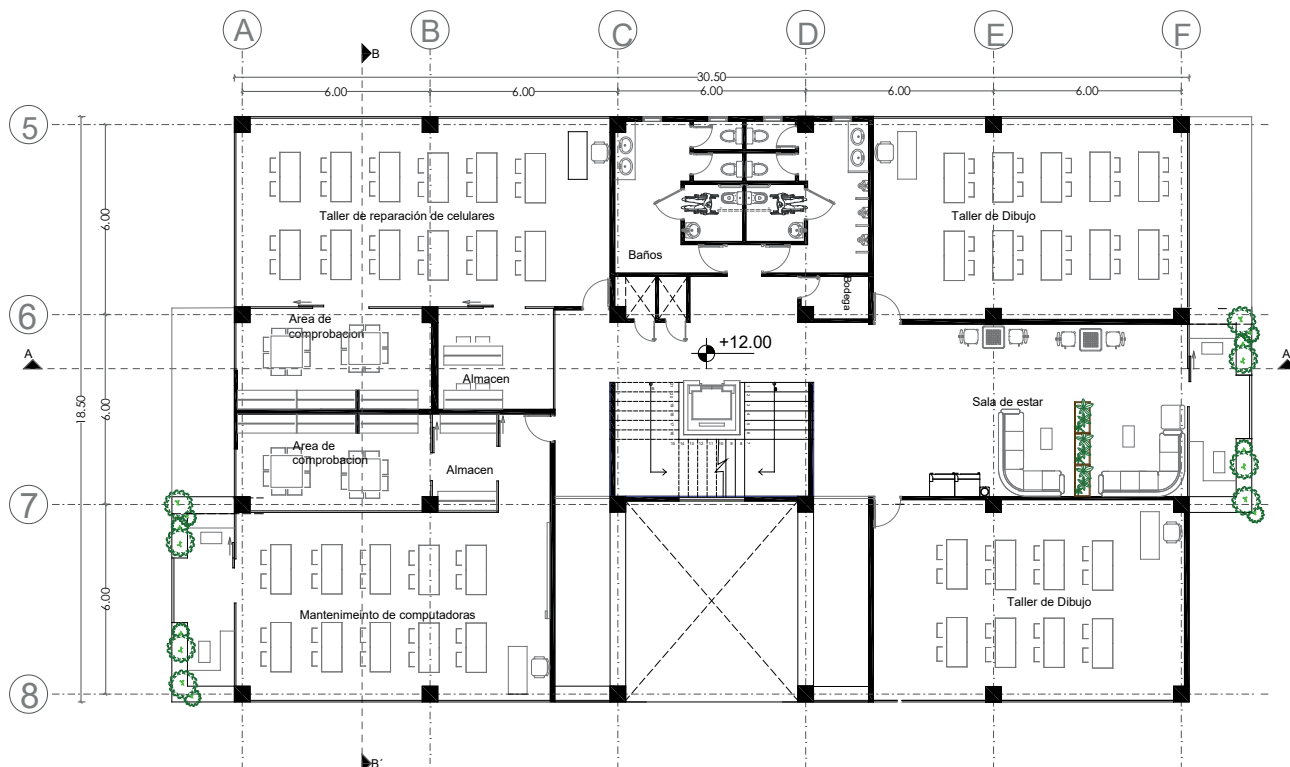 A
B
C
D
E
F
B
30.50
6.00
6.00
6.00
6.00
6.00
5
6.00
Taller de reparación de celulares
Taller de Dibujo
Baños
Bodega
6
Area de
comprobacion
+12.00
A
A
Almacen
18.50
6.00
Sala de estar
Area de
comprobacion
Almacen
7
6.00
Mantenimeinto de computadoras
Taller de Dibujo
8
B´